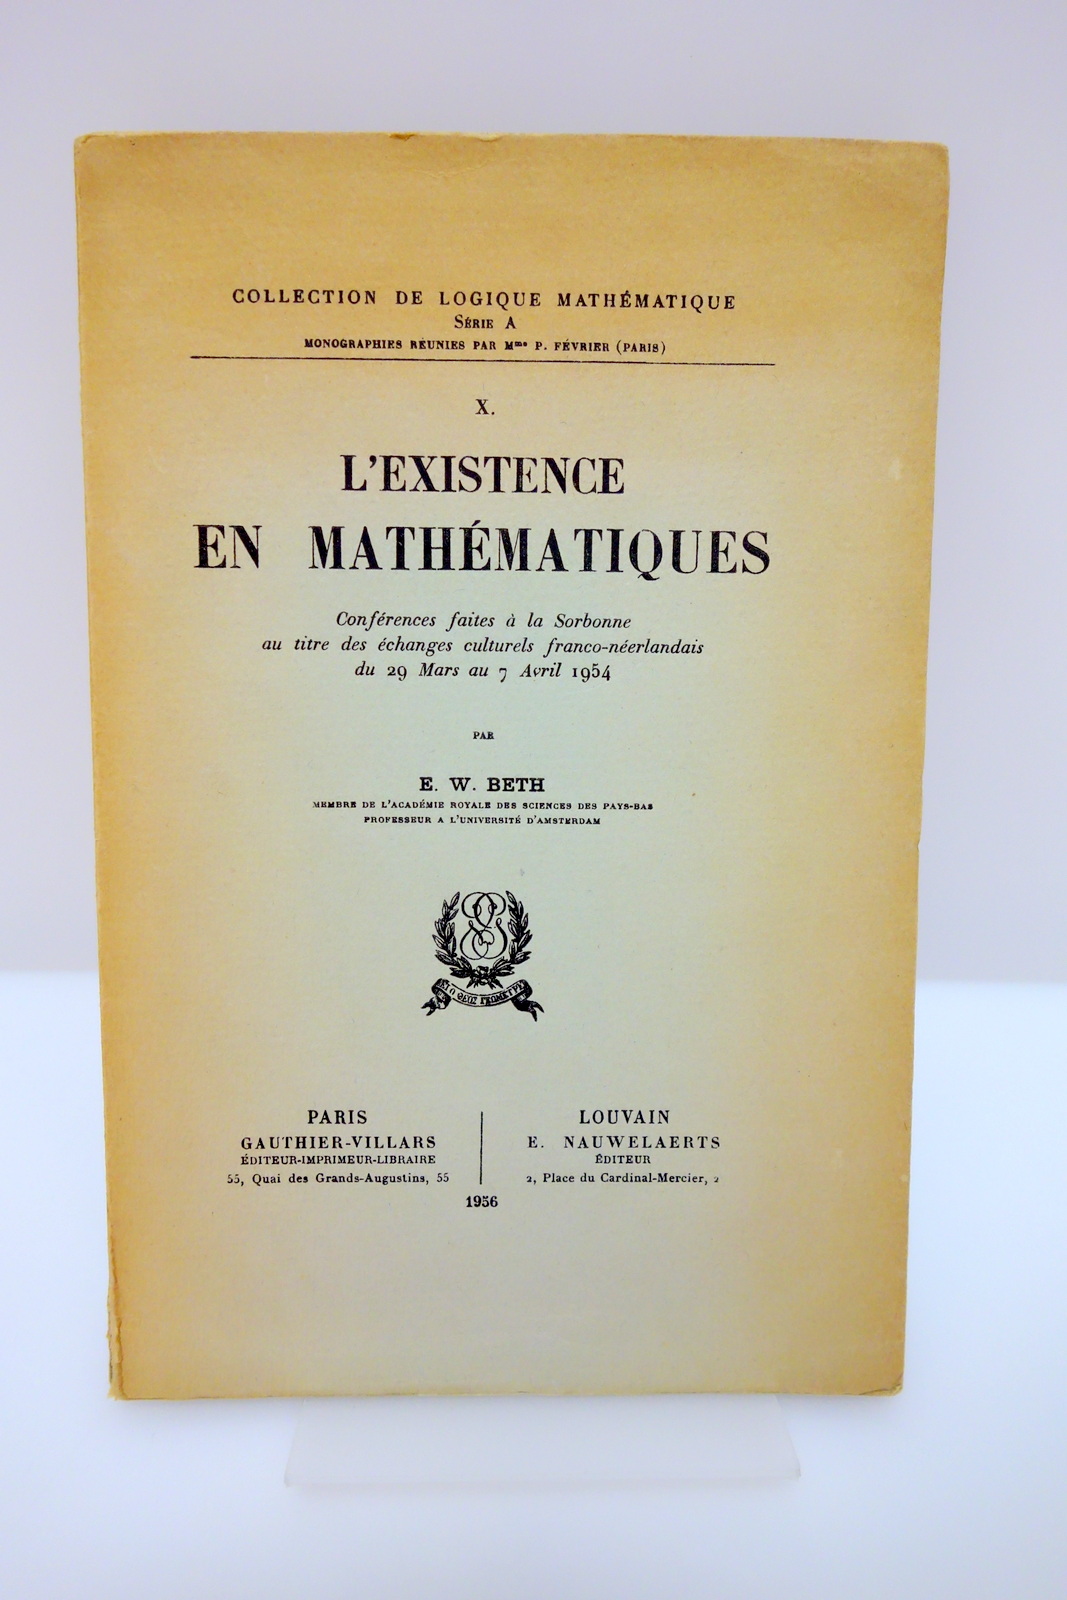 COLLECTION DE LOGIQUE MATHÉMATIQUE
SÉRIE A
MONOGRAPHIES RÉUNIES PAR Mme P. FÉVRIER (PARIS)
X.
L'EXISTENCE
EN MATHÉMATIQUES
Conférences faites à la Sorbonne
au titre des échanges culturels franco-néerlandais
du 29 Mars au 7 Avril 1954
PAR
E. W. BETH
MEMBRE DE L'ACADÉMIE ROYALE DES SCIENCES DES PAYS-BAS
PROFESSEUR A L'UNIVERSITÉ D'AMSTERDAM
Ο ΘΕΟΣ ΓΕΩΜΕΤΡΕΙ
PARIS
GAUTHIER-VILLARS
ÉDITEUR-IMPRIMEUR-LIBRAIRE
55, Quai des Grands-Augustins, 55
LOUVAIN
E. NAUWELAERTS
ÉDITEUR
2, Place du Cardinal-Mercier, 2
1956